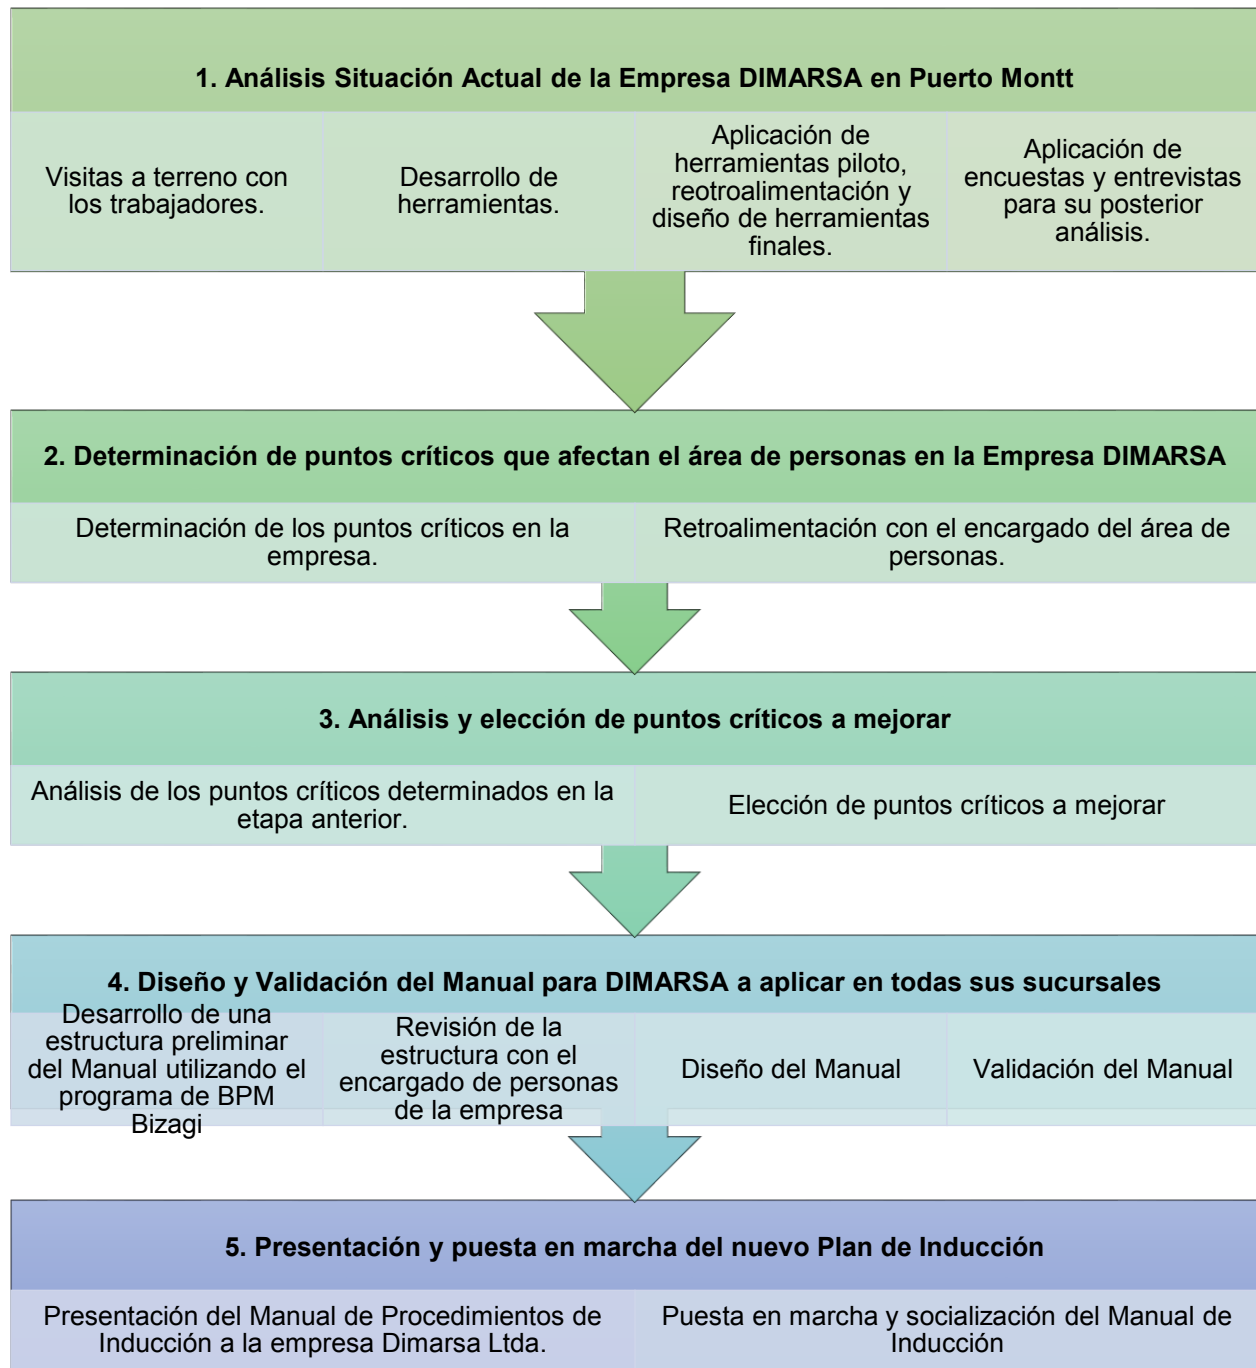 1. Análisis Situación Actual de la Empresa DIMARSA en Puerto Montt
Visitas a terreno con
los trabajadores.
Desarrollo de
herramientas.
Aplicación de
herramientas piloto,
reotroalimentación y
diseño de herramientas
finales.
Aplicación de
encuestas y entrevistas
para su posterior
análisis.
2. Determinación de puntos críticos que afectan el área de personas en la Empresa DIMARSA
Determinación de los puntos críticos en la
empresa.
Retroalimentación con el encargado del área de
personas.
3. Análisis y elección de puntos críticos a mejorar
Análisis de los puntos críticos determinados en la
etapa anterior.
Elección de puntos críticos a mejorar
4. Diseño y Validación del Manual para DIMARSA a aplicar en todas sus sucursales
Desarrollo de una
estructura preliminar
del Manual utilizando el
programa de BPM
Bizagi
Revisión de la
estructura con el
encargado de personas
de la empresa
Diseño del Manual
Validación del Manual
5. Presentación y puesta en marcha del nuevo Plan de Inducción
Presentación del Manual de Procedimientos de
Inducción a la empresa Dimarsa Ltda.
Puesta en marcha y socialización del Manual de
Inducción